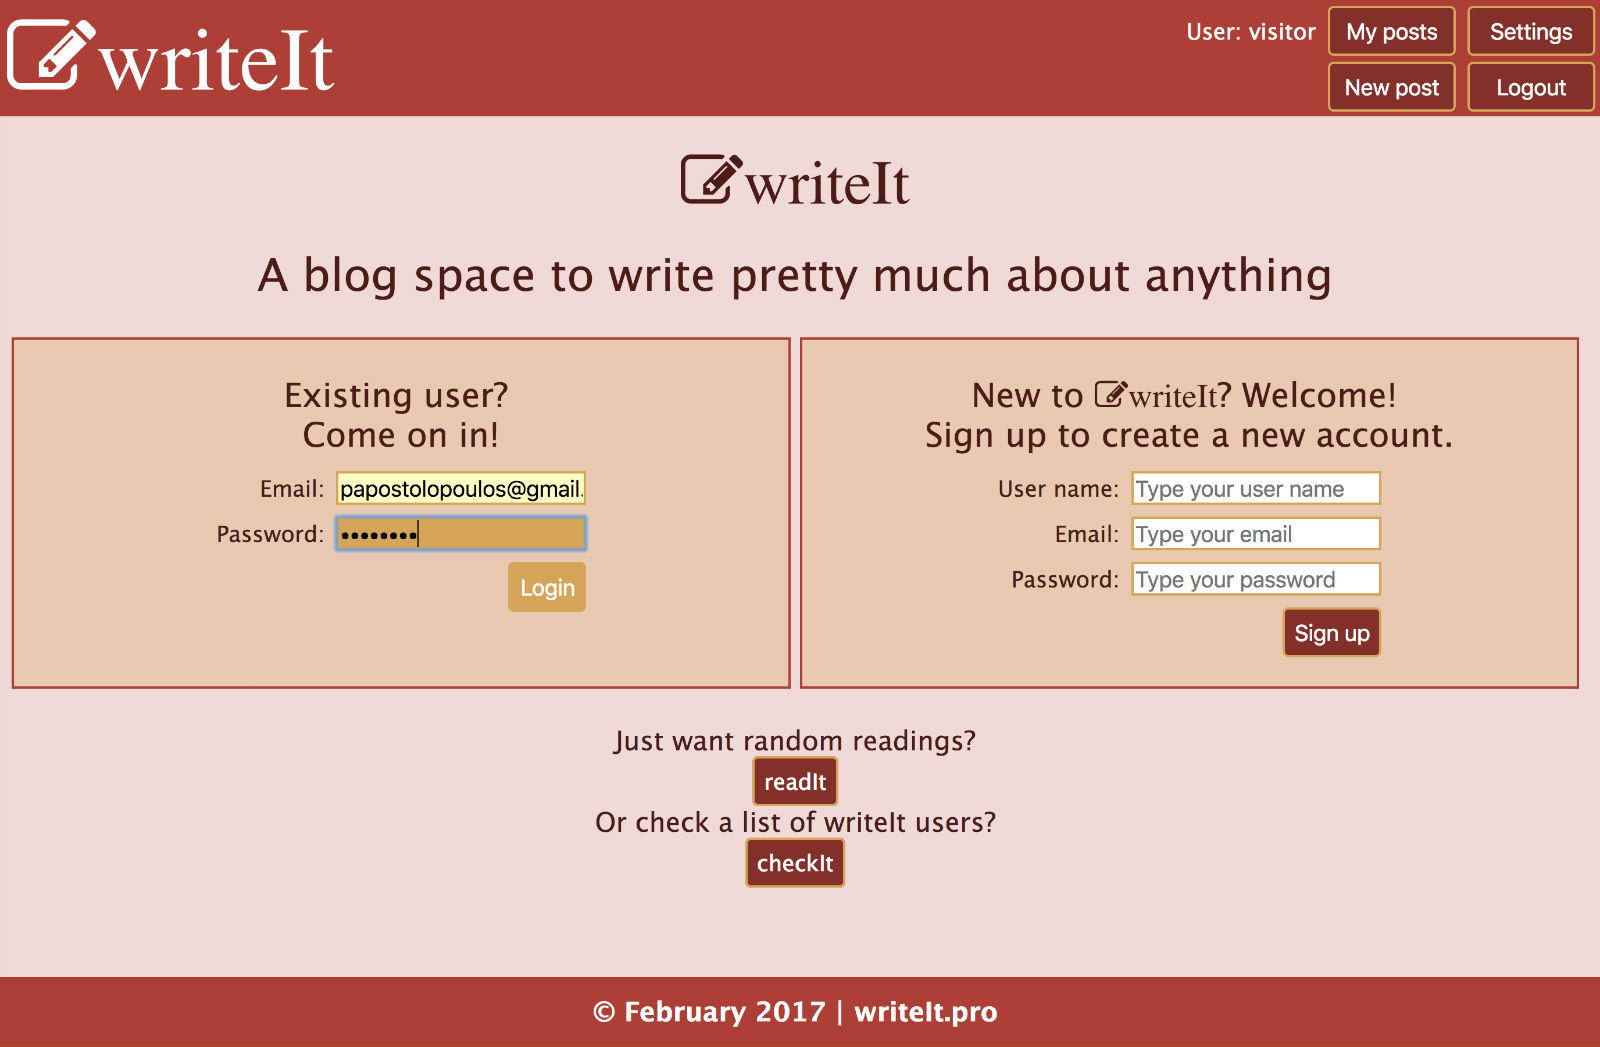 writeIt
User: visitor
My posts
Settings
New post
Logout
writeIt
A blog space to write pretty much about anything
Existing user?
Come on in!
Email: papostolopoulos@gmail.
Password: ••••••••
Login
New to writeIt? Welcome!
Sign up to create a new account.
User name: Type your user name
Email: Type your email
Password: Type your password
Sign up
Just want random readings?
readIt
Or check a list of writeIt users?
checkIt
© February 2017 | writeIt.pro